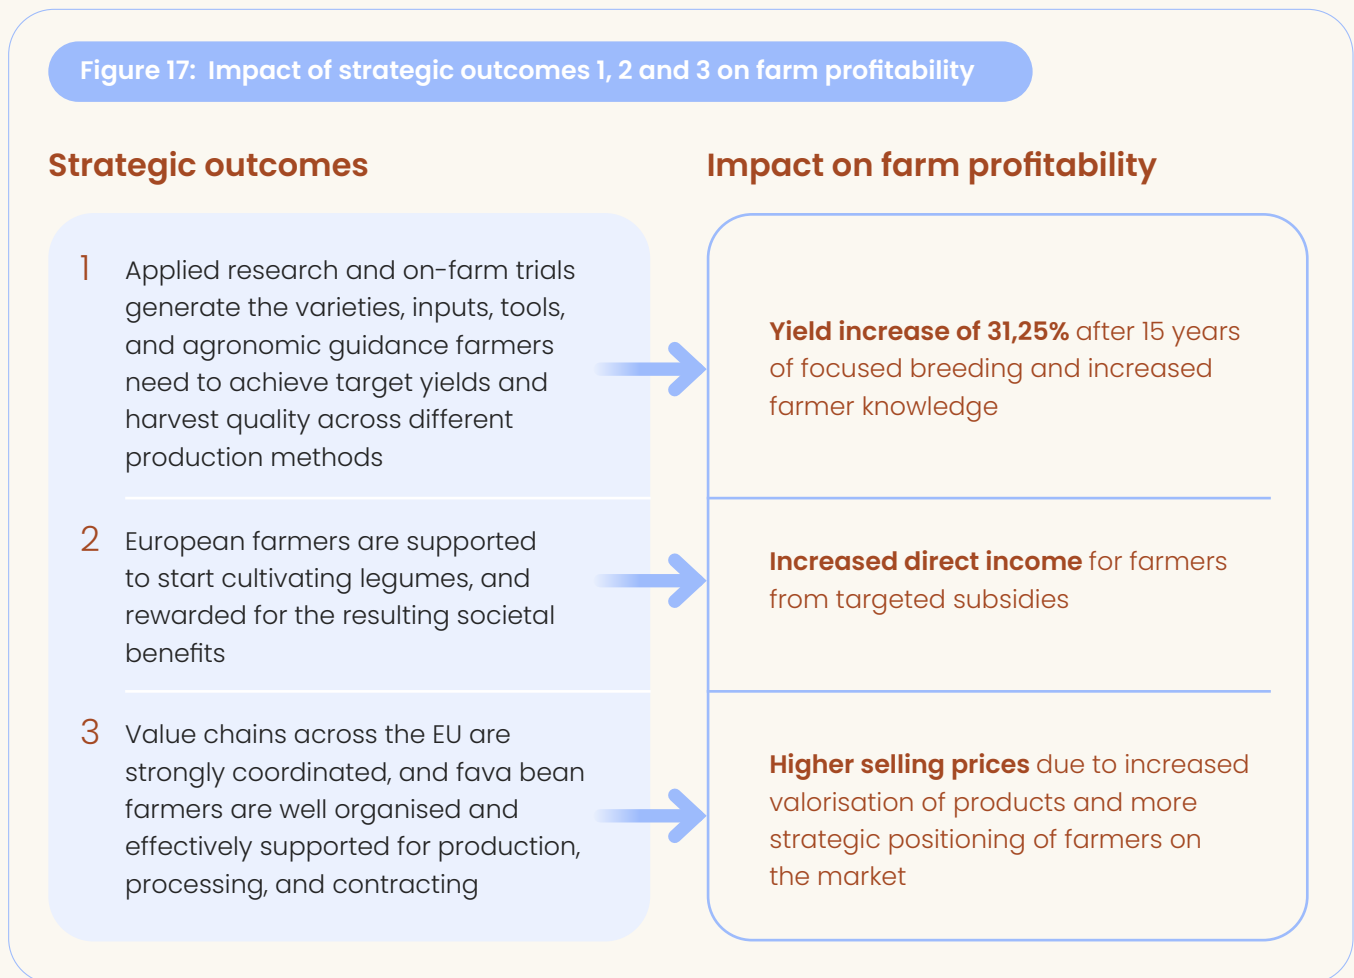 Figure 17: Impact of strategic outcomes 1, 2 and 3 on farm profitability
Strategic outcomes
1 Applied research and on-farm trials
generate the varieties, inputs, tools,
and agronomic guidance farmers
need to achieve target yields and
harvest quality across different
production methods
2 European farmers are supported
to start cultivating legumes, and
rewarded for the resulting societal
benefits
3 Value chains across the EU are
strongly coordinated, and fava bean
farmers are well organised and
effectively supported for production,
processing, and contracting
Impact on farm profitability
Yield increase of 31,25% after 15 years
of focused breeding and increased
farmer knowledge
Increased direct income for farmers
from targeted subsidies
Higher selling prices due to increased
valorisation of products and more
strategic positioning of farmers on
the market